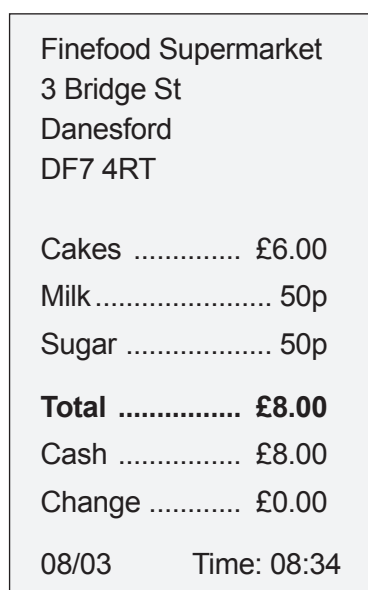 Finefood Supermarket
3 Bridge St
Danesford
DF7 4RT
Cakes .............. £6.00
Milk ...................... 50p
Sugar ................... 50p
Total ................ £8.00
Cash ................ £8.00
Change ............ £0.00
08/03 Time: 08:34